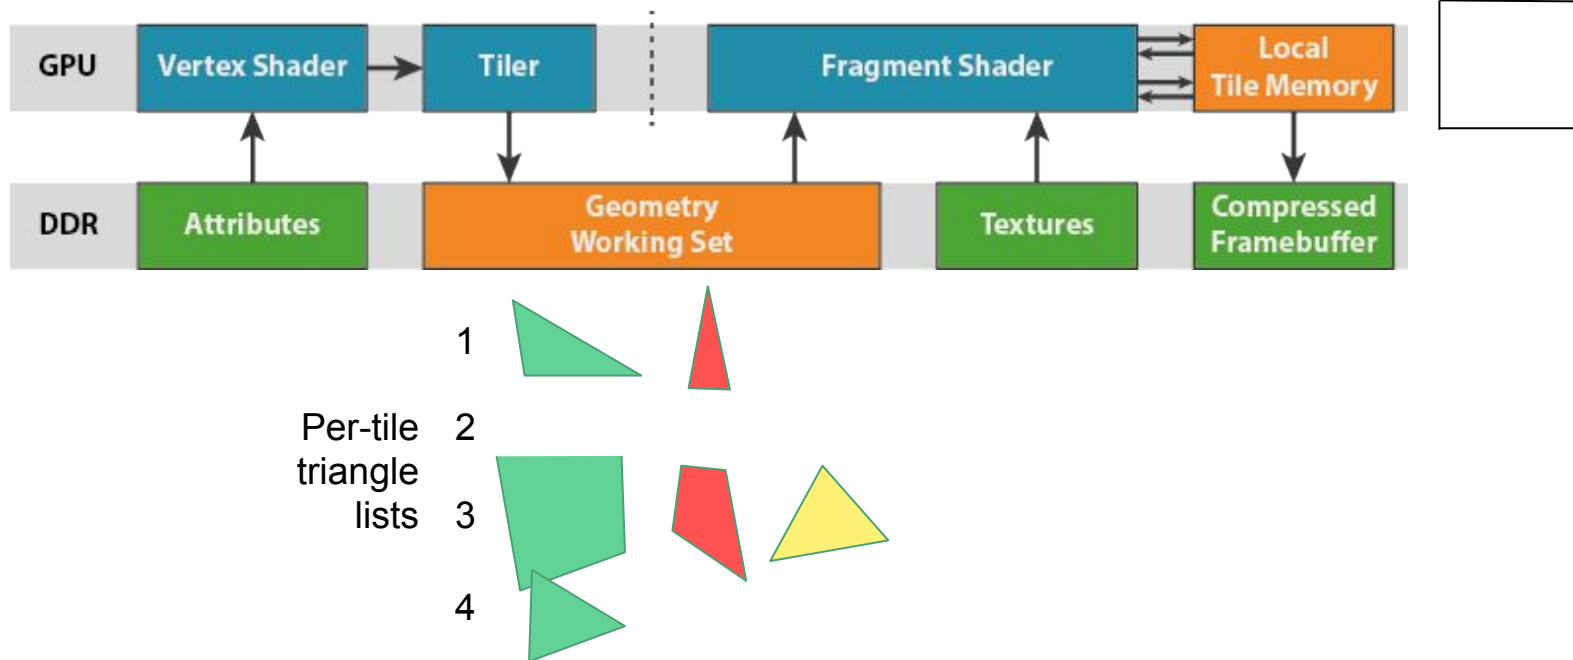 GPU
Vertex Shader
Tiler
Fragment Shader
Local
Tile Memory
DDR
Attributes
Geometry
Working Set
Textures
Compressed
Framebuffer
1
Per-tile 2
triangle
lists 3
4